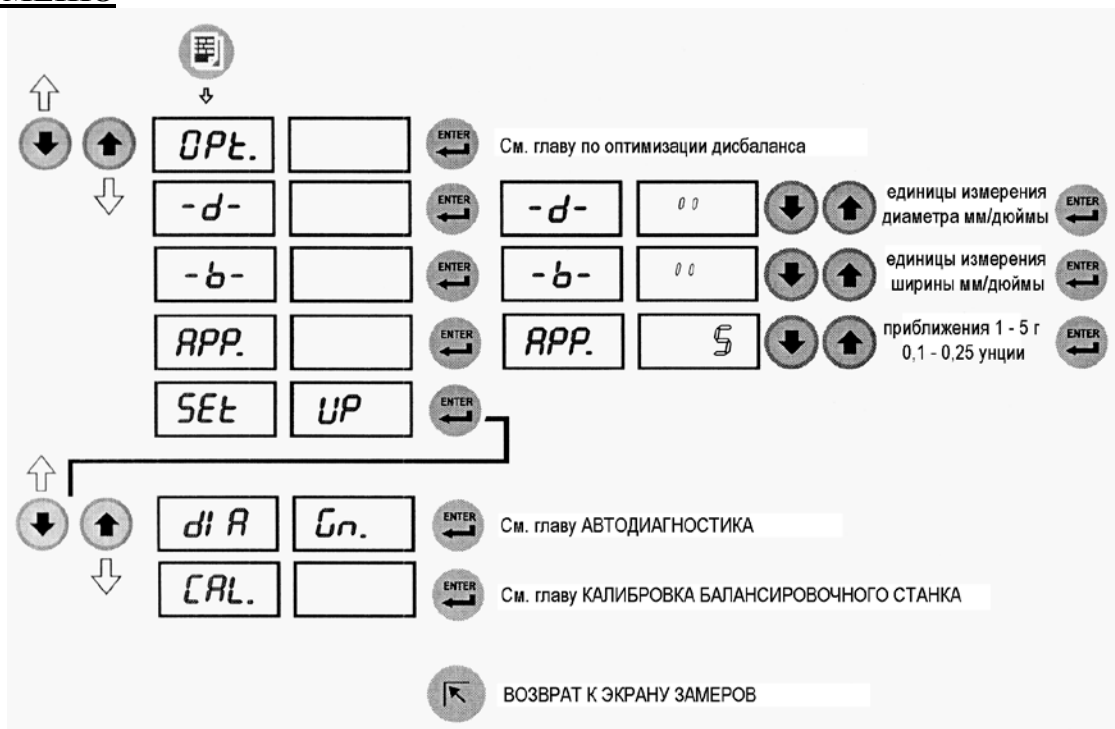 МЕНЮ
OPt. ENTER См. главу по оптимизации дисбаланса
-d- ENTER -d- 00 единицы измерения
диаметра мм/дюймы ENTER
-b- ENTER -b- 00 единицы измерения
ширины мм/дюймы ENTER
APP. ENTER APP. 5 приближения 1 - 5 г
0,1 - 0,25 унции ENTER
SEt UP ENTER
dI A Gn. ENTER См. главу АВТОДИАГНОСТИКА
CAL. ENTER См. главу КАЛИБРОВКА БАЛАНСИРОВОЧНОГО СТАНКА
ВОЗВРАТ К ЭКРАНУ ЗАМЕРОВ